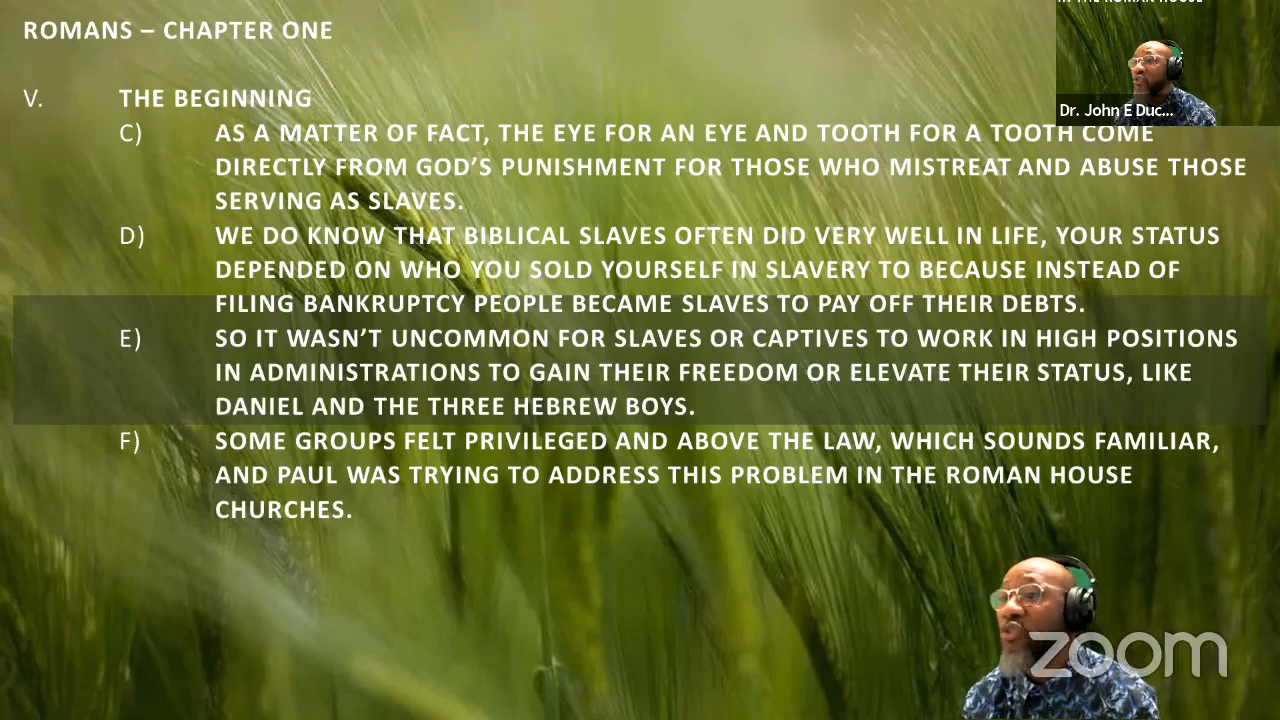 ROMANS – CHAPTER ONE
V. THE BEGINNING
C) AS A MATTER OF FACT, THE EYE FOR AN EYE AND TOOTH FOR A TOOTH COME
DIRECTLY FROM GOD’S PUNISHMENT FOR THOSE WHO MISTREAT AND ABUSE THOSE
SERVING AS SLAVES.
D) WE DO KNOW THAT BIBLICAL SLAVES OFTEN DID VERY WELL IN LIFE, YOUR STATUS
DEPENDED ON WHO YOU SOLD YOURSELF IN SLAVERY TO BECAUSE INSTEAD OF
FILING BANKRUPTCY PEOPLE BECAME SLAVES TO PAY OFF THEIR DEBTS.
E) SO IT WASN’T UNCOMMON FOR SLAVES OR CAPTIVES TO WORK IN HIGH POSITIONS
IN ADMINISTRATIONS TO GAIN THEIR FREEDOM OR ELEVATE THEIR STATUS, LIKE
DANIEL AND THE THREE HEBREW BOYS.
F) SOME GROUPS FELT PRIVILEGED AND ABOVE THE LAW, WHICH SOUNDS FAMILIAR,
AND PAUL WAS TRYING TO ADDRESS THIS PROBLEM IN THE ROMAN HOUSE
CHURCHES.
IN THE ROMAN HOUSE
Dr. John E Duc...
zoom